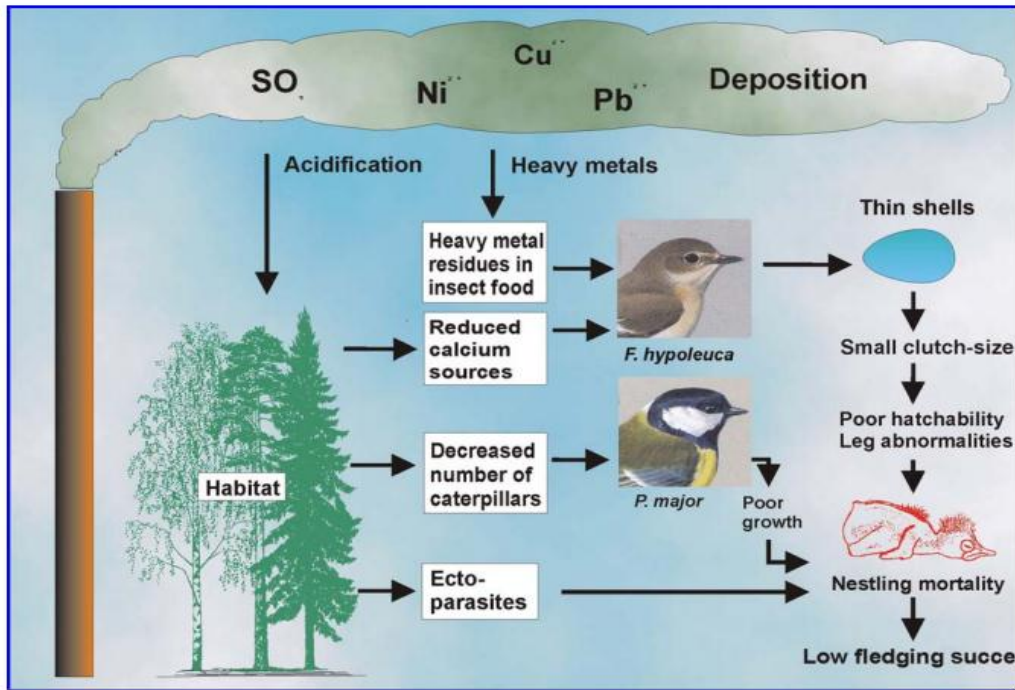 SO₂
Ni⁺⁺
Cu⁺⁺
Pb⁺⁺
Deposition
Acidification
Heavy metals
Heavy metal
residues in
insect food
Reduced
calcium
sources
F. hypoleuca
Thin shells
Small clutch-size
Poor hatchability
Leg abnormalities
Habitat
Decreased
number of
caterpillars
P. major
Poor
growth
Ecto-
parasites
Nestling mortality
Low fledging succe